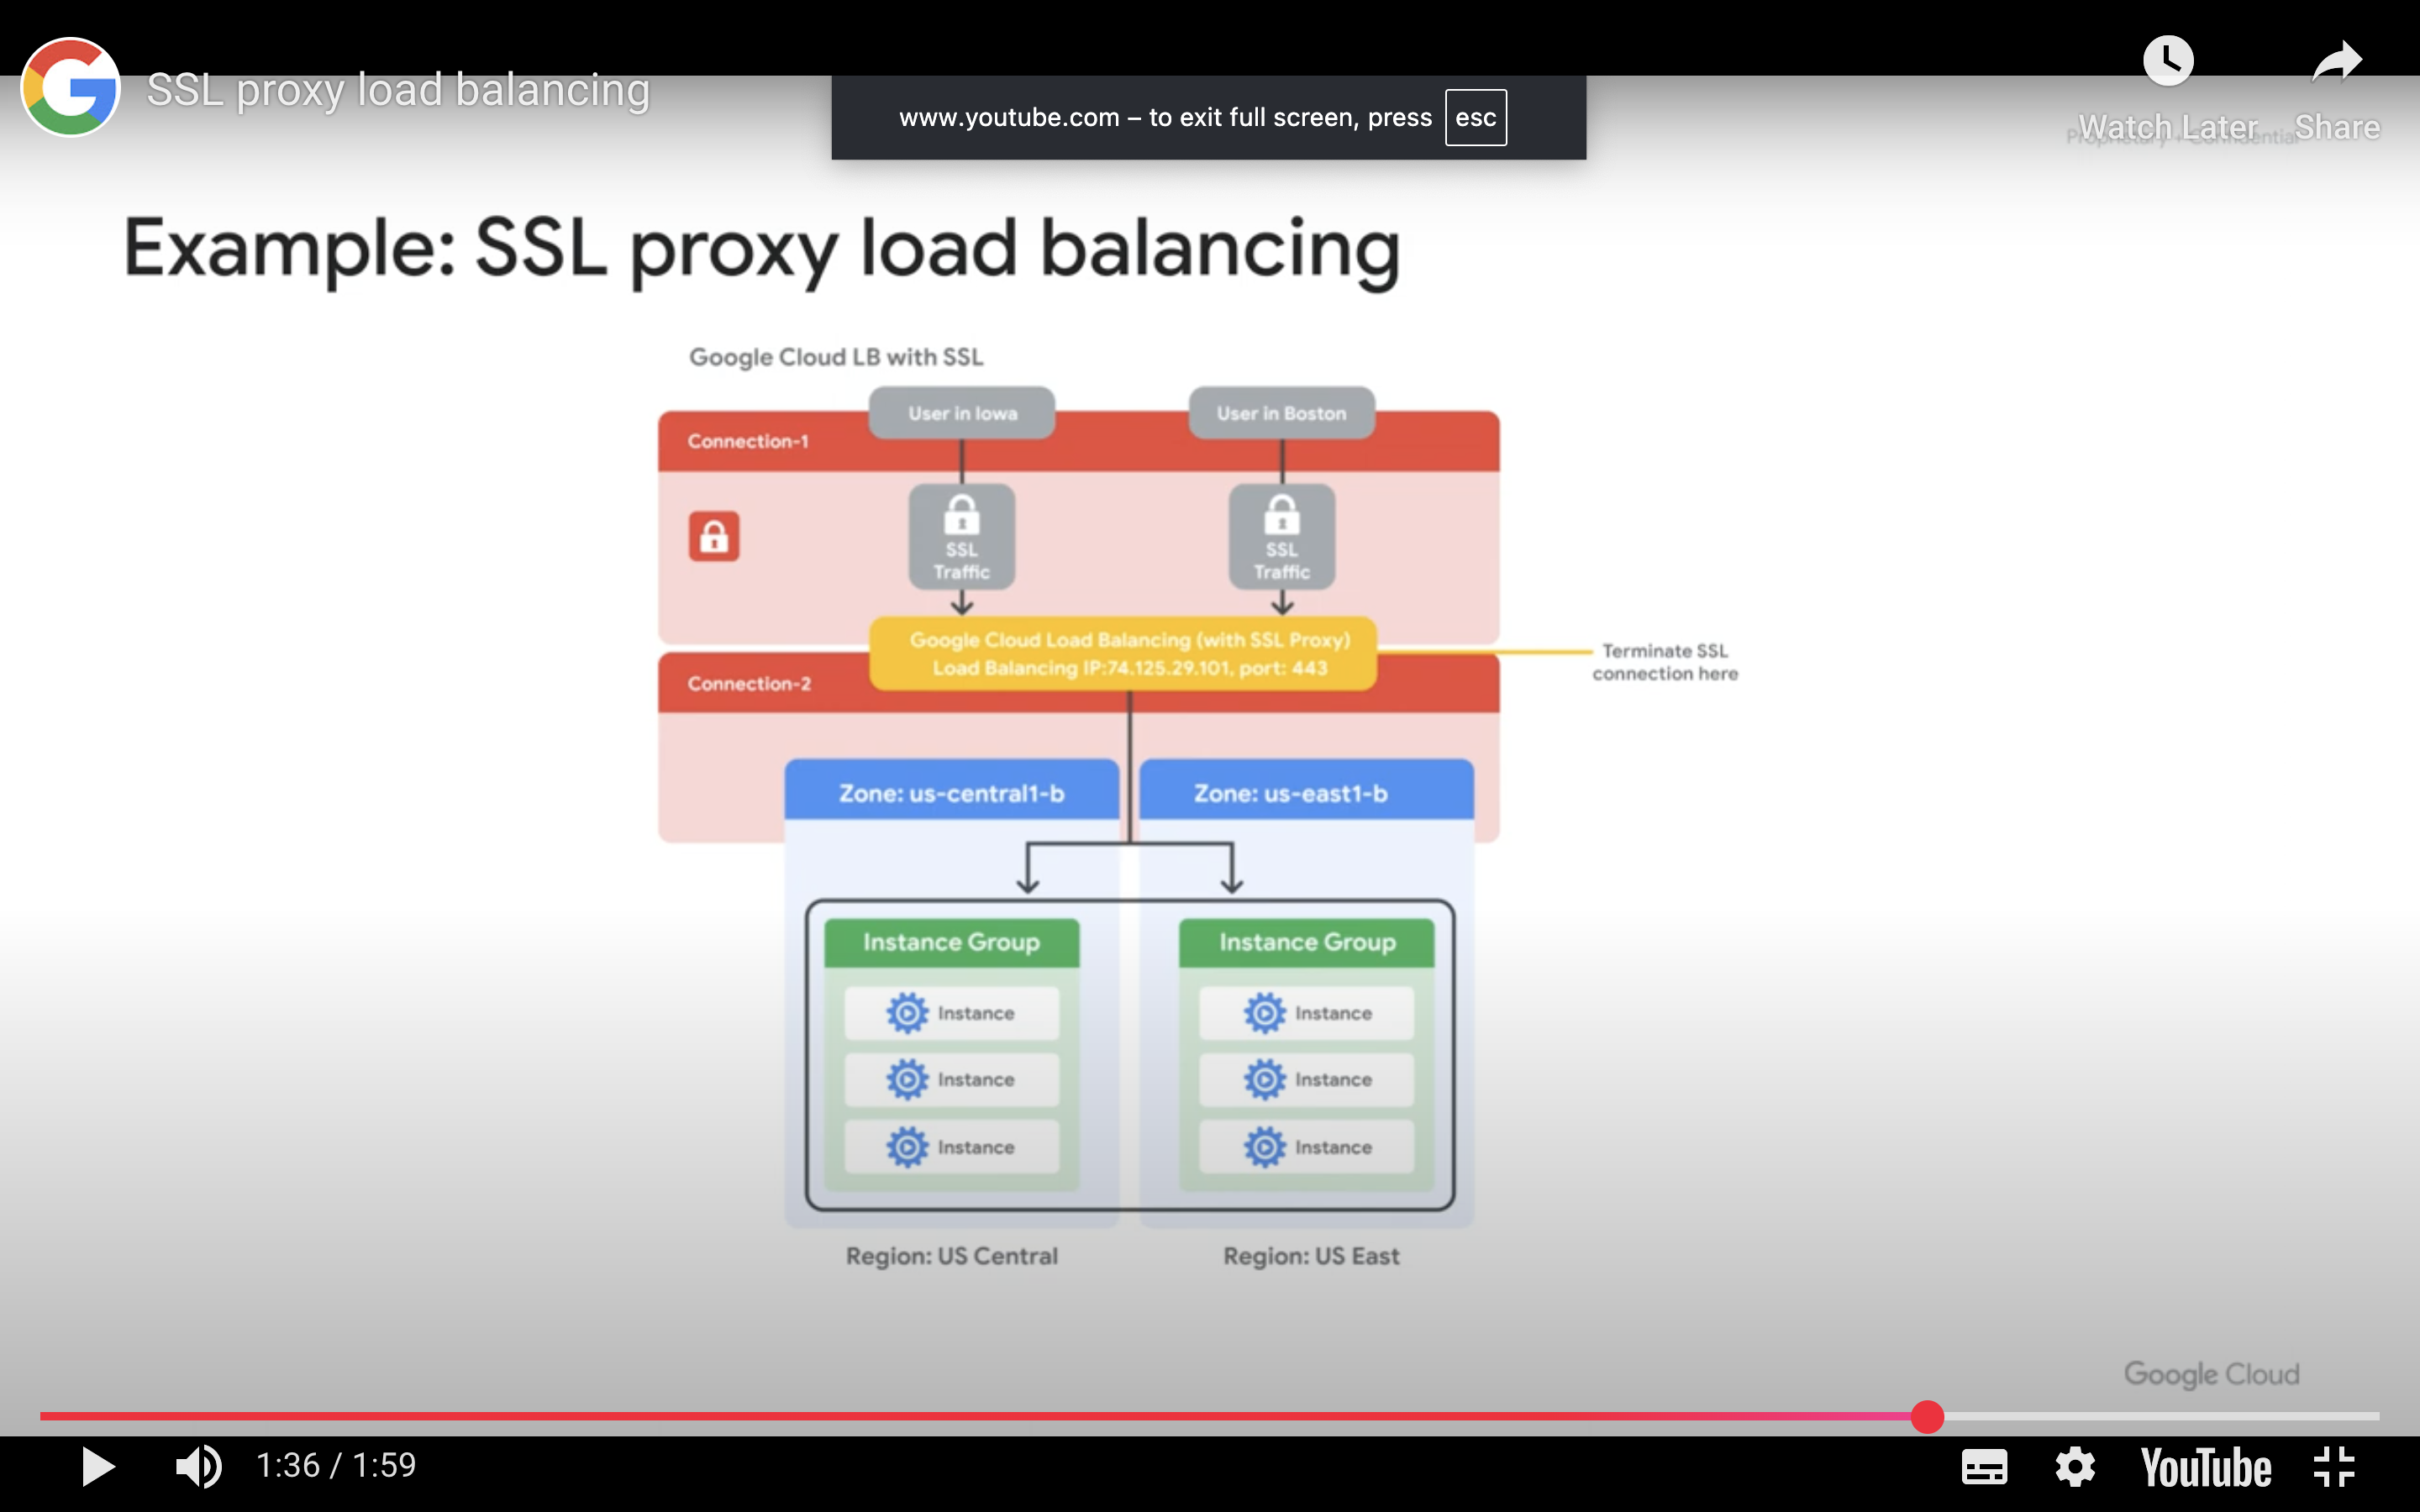 SSL proxy load balancing
www.youtube.com – to exit full screen, press esc
Watch Later
Share
Proprietary + Confidential
Example: SSL proxy load balancing
Google Cloud LB with SSL
User in Iowa
User in Boston
Connection-1
SSL
Traffic
SSL
Traffic
Google Cloud Load Balancing (with SSL Proxy)
Load Balancing IP:74.125.29.101, port: 443
Terminate SSL
connection here
Connection-2
Zone: us-central1-b
Zone: us-east1-b
Instance Group
Instance Group
Instance
Instance
Instance
Instance
Instance
Instance
Region: US Central
Region: US East
Google Cloud
1:36 / 1:59
YouTube